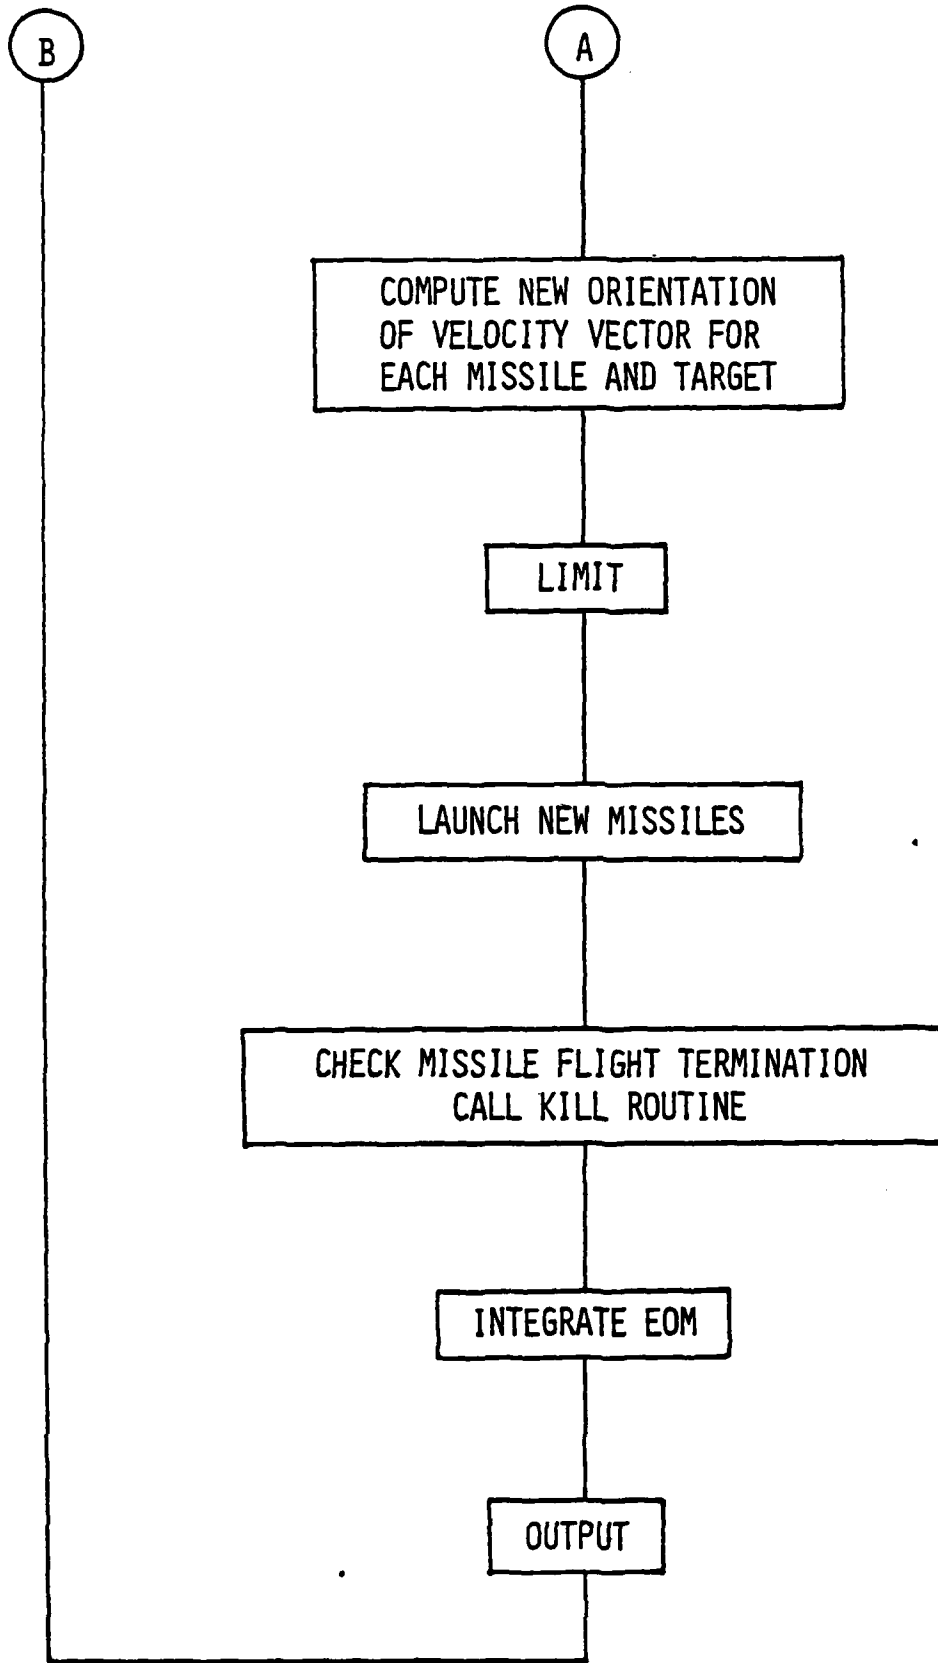 B
A
COMPUTE NEW ORIENTATION
OF VELOCITY VECTOR FOR
EACH MISSILE AND TARGET
LIMIT
LAUNCH NEW MISSILES
CHECK MISSILE FLIGHT TERMINATION
CALL KILL ROUTINE
INTEGRATE EOM
OUTPUT